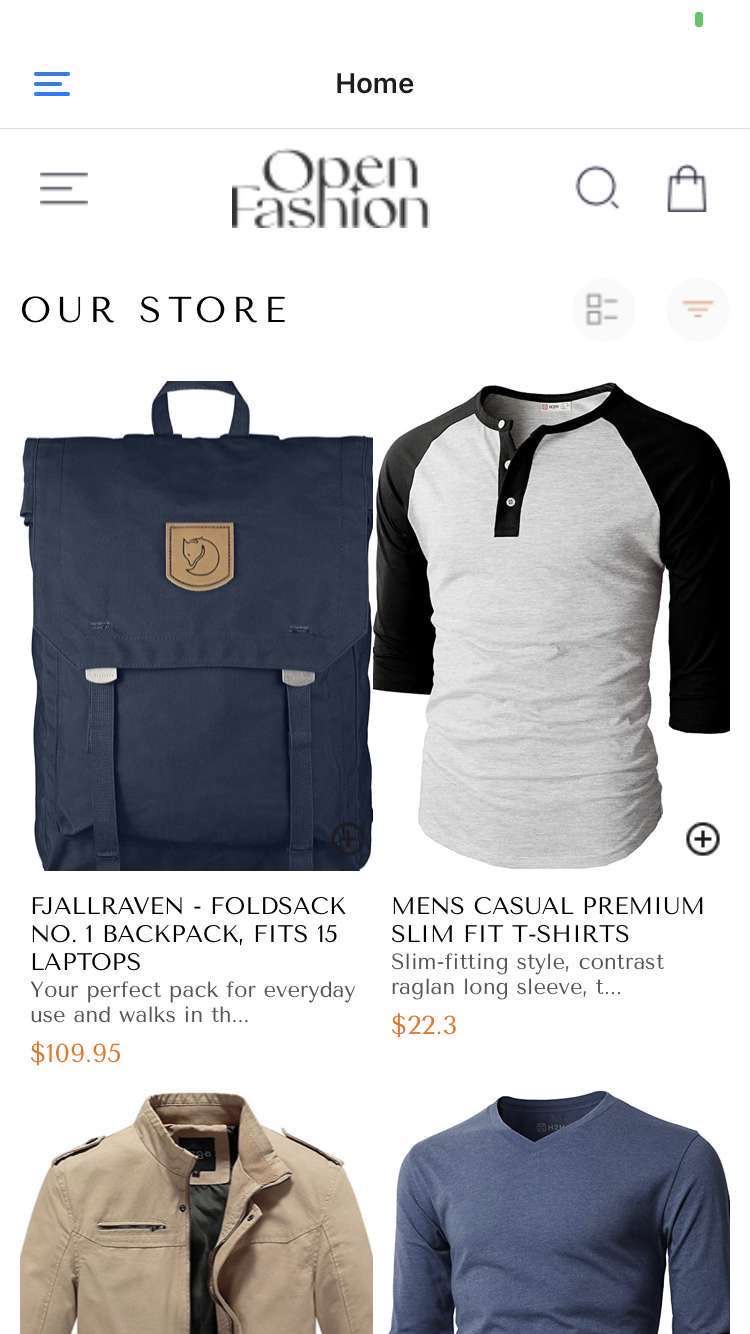 Home
Open
Fashion
OUR STORE
FJALLRAVEN - FOLDSACK
NO. 1 BACKPACK, FITS 15
LAPTOPS
Your perfect pack for everyday
use and walks in th...
$109.95
MENS CASUAL PREMIUM
SLIM FIT T-SHIRTS
Slim-fitting style, contrast
raglan long sleeve, t...
$22.3